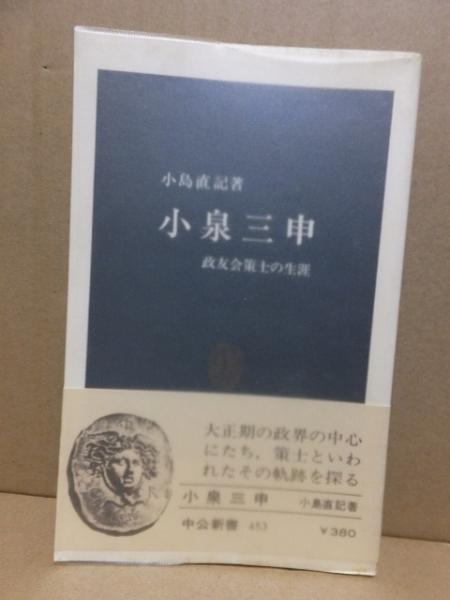 小島直記著
小泉三申
政友会策士の生涯
大正期の政界の中心
にたち，策士といわ
れたその軌跡を探る
小泉三申 小島直記著
中公新書 453 ￥380